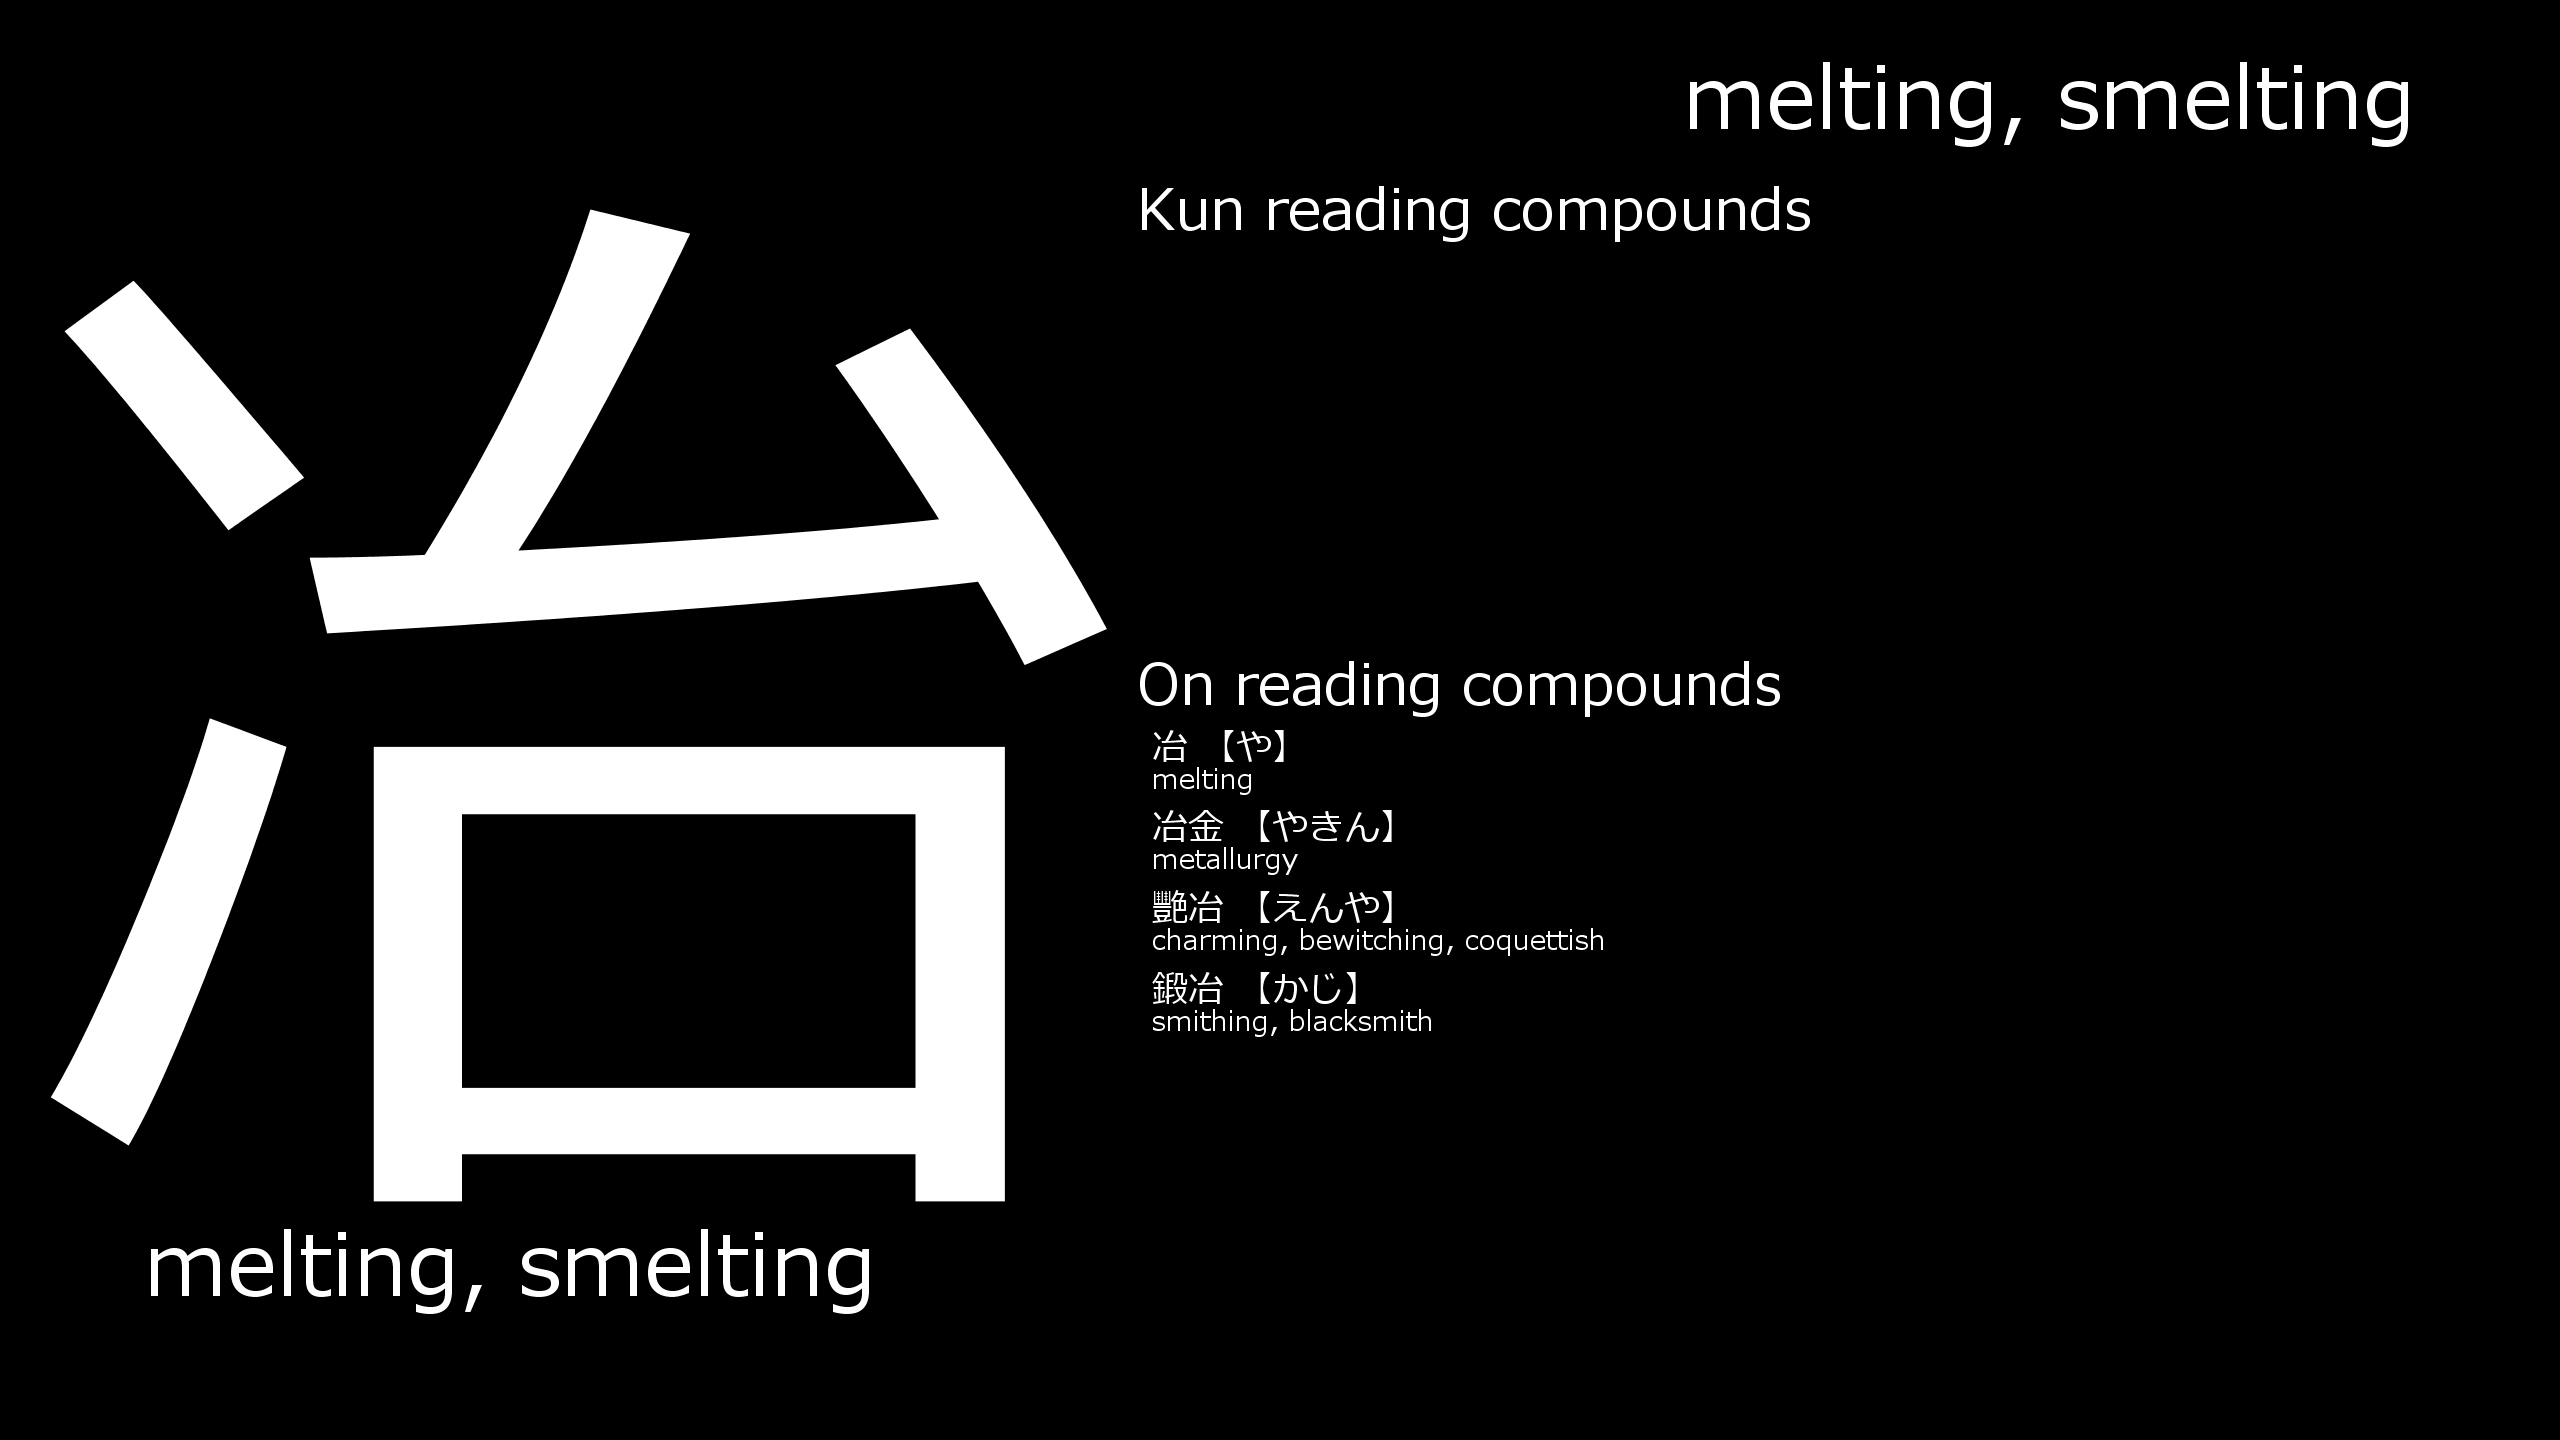 melting, smelting
冶
melting, smelting
Kun reading compounds
On reading compounds
冶 【や】
melting
冶金 【やきん】
metallurgy
艷冶 【えんや】
charming, bewitching, coquettish
鍛冶 【かじ】
smithing, blacksmith